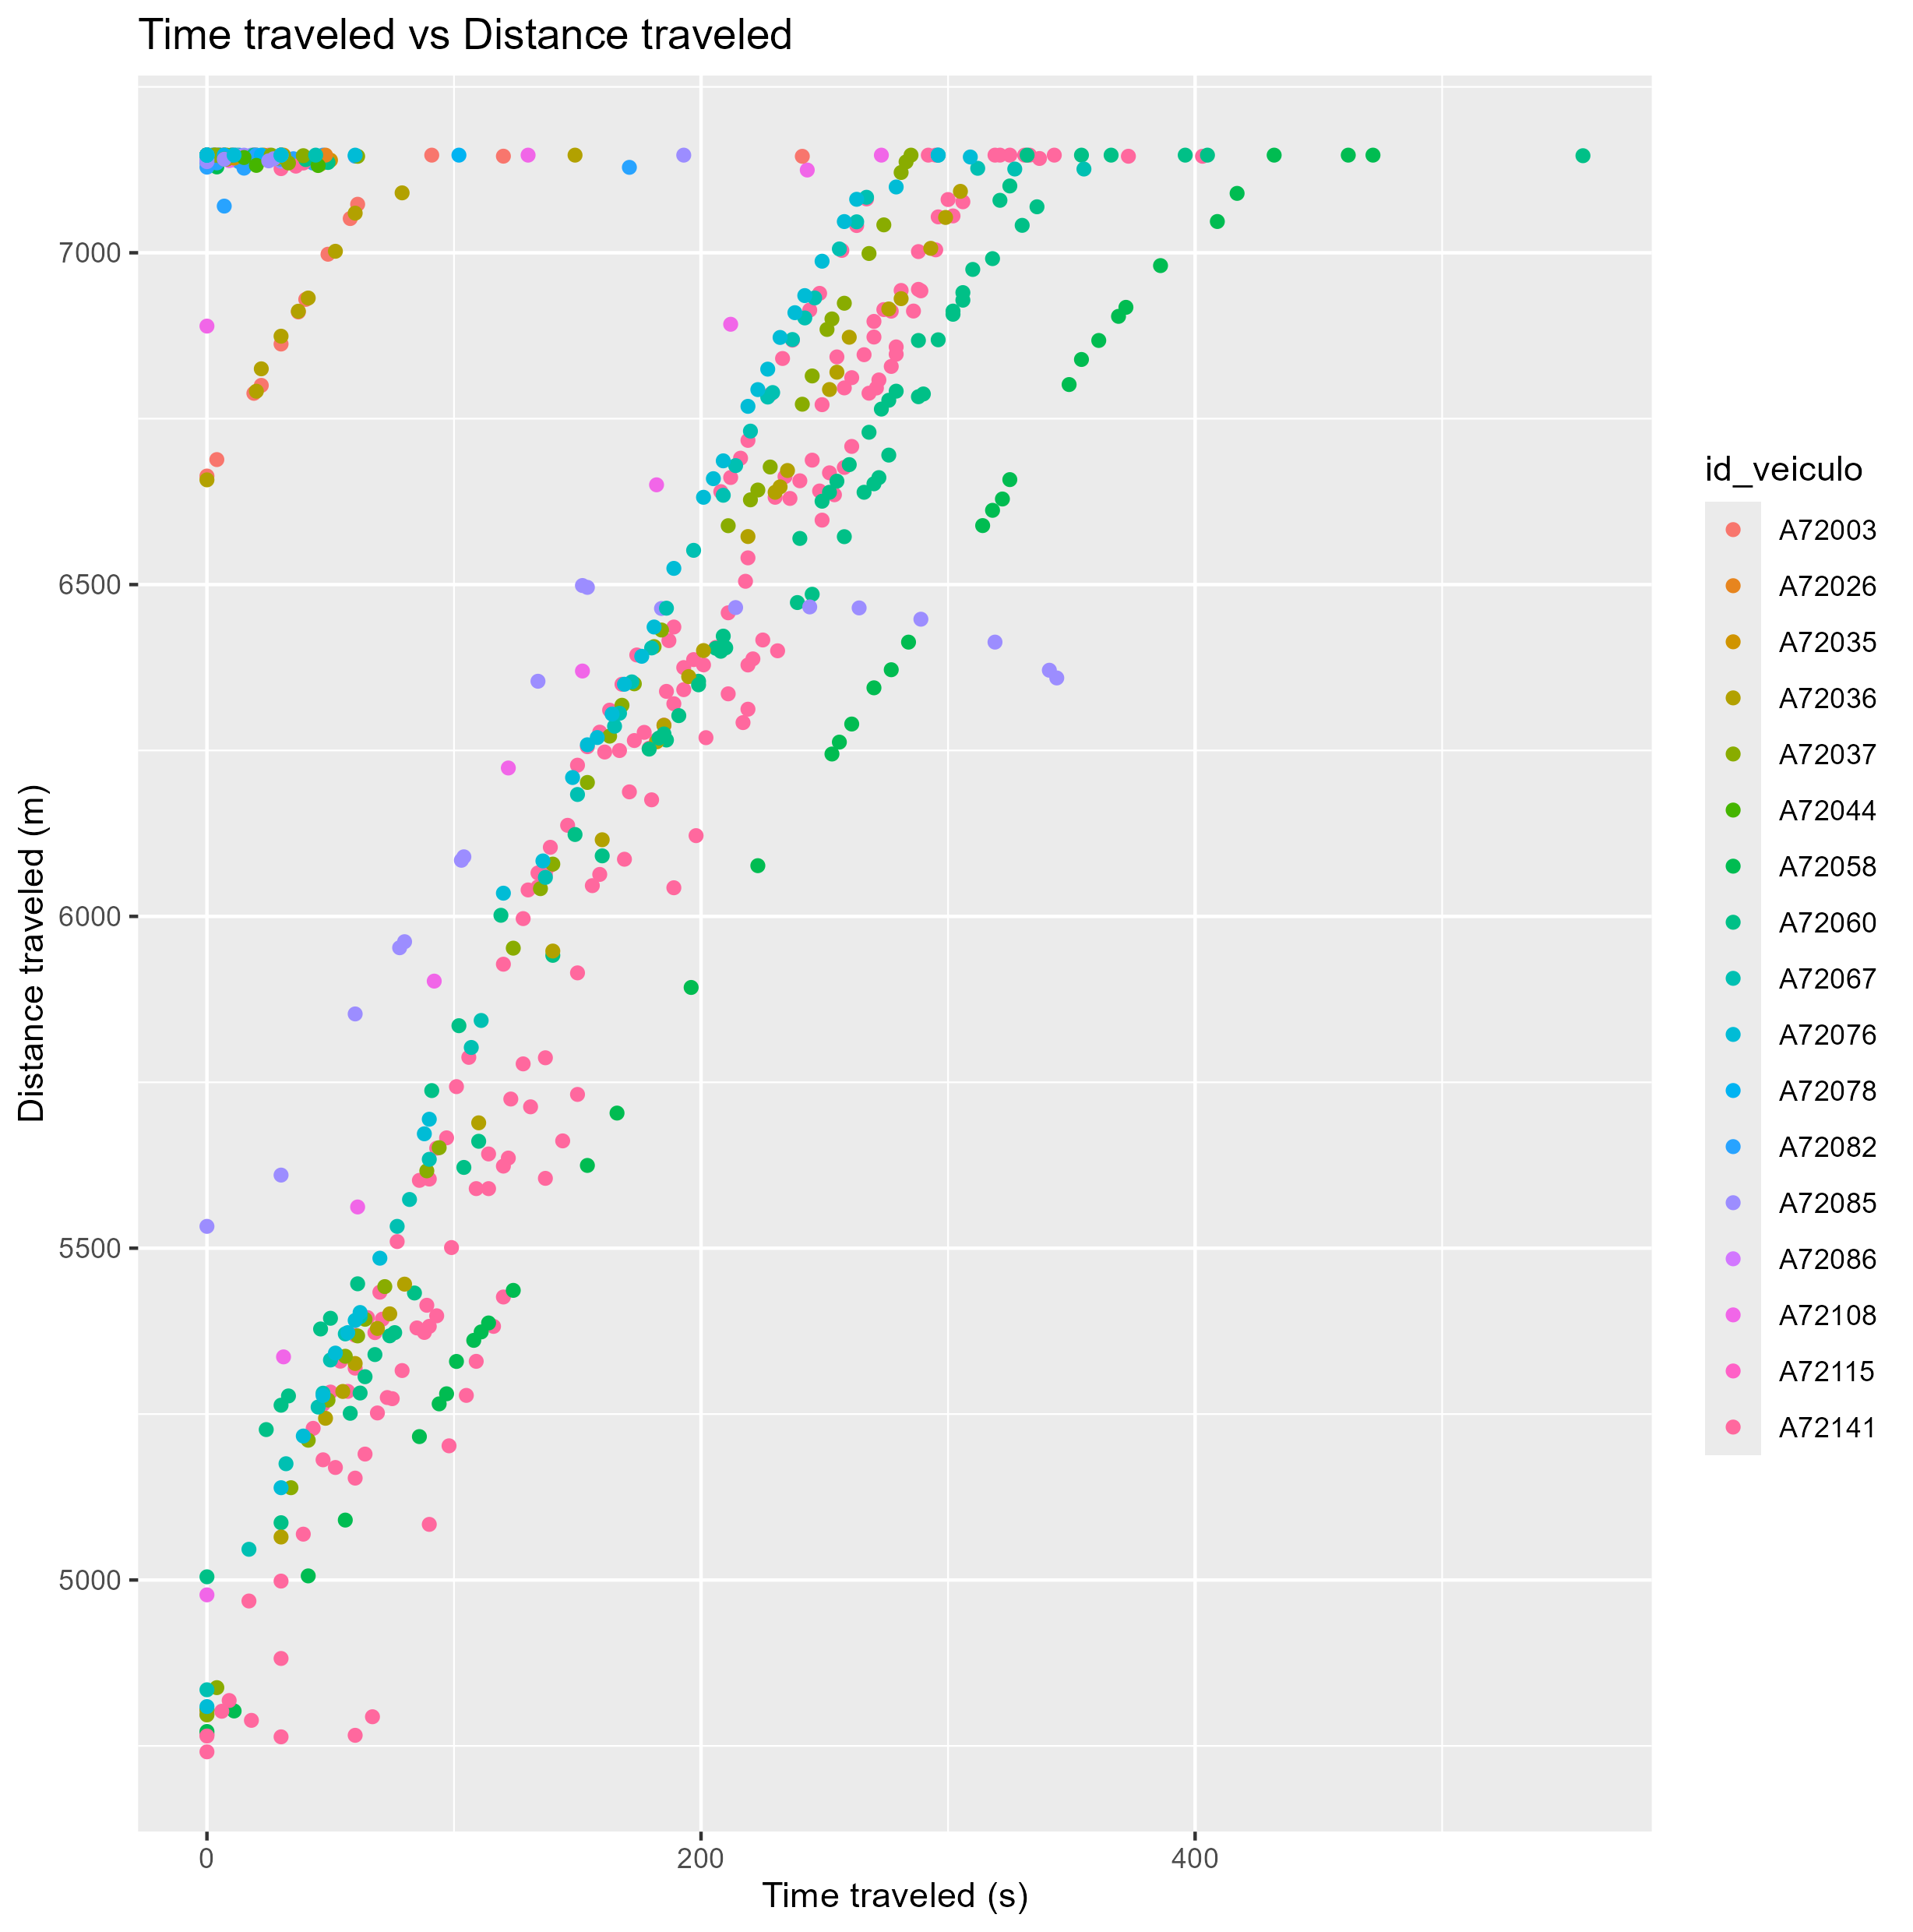 Time traveled vs Distance traveled
Distance traveled (m)
7000
6500
6000
5500
5000
0
200
400
Time traveled (s)
id_veiculo
A72003
A72026
A72035
A72036
A72037
A72044
A72058
A72060
A72067
A72076
A72078
A72082
A72085
A72086
A72108
A72115
A72141